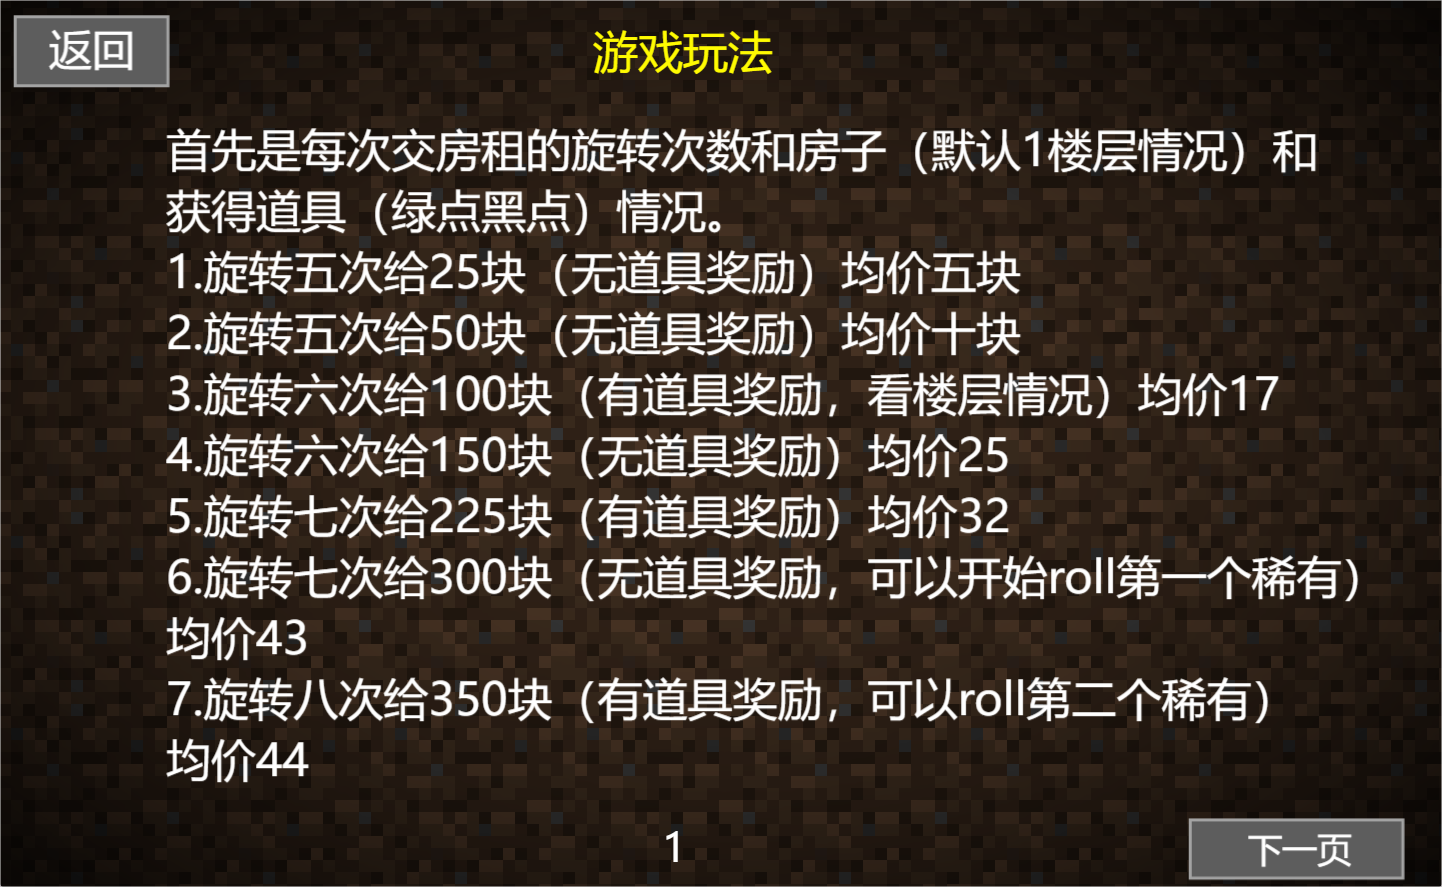 返回
游戏玩法
首先是每次交房租的旋转次数和房子（默认1楼层情况）和
获得道具（绿点黑点）情况。
1.旋转五次给25块（无道具奖励）均价五块
2.旋转五次给50块（无道具奖励）均价十块
3.旋转六次给100块（有道具奖励，看楼层情况）均价17
4.旋转六次给150块（无道具奖励）均价25
5.旋转七次给225块（有道具奖励）均价32
6.旋转七次给300块（无道具奖励，可以开始roll第一个稀有）
均价43
7.旋转八次给350块（有道具奖励，可以roll第二个稀有）
均价44
1
下一页